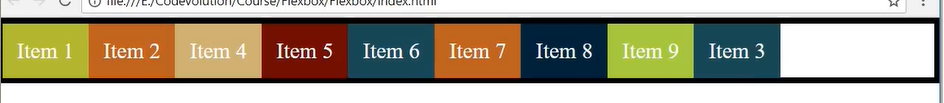 file:///E:/Codevolution/Course/Flexbox/Flexbox/index.html
Item 1 Item 2 Item 4 Item 5 Item 6 Item 7 Item 8 Item 9 Item 3